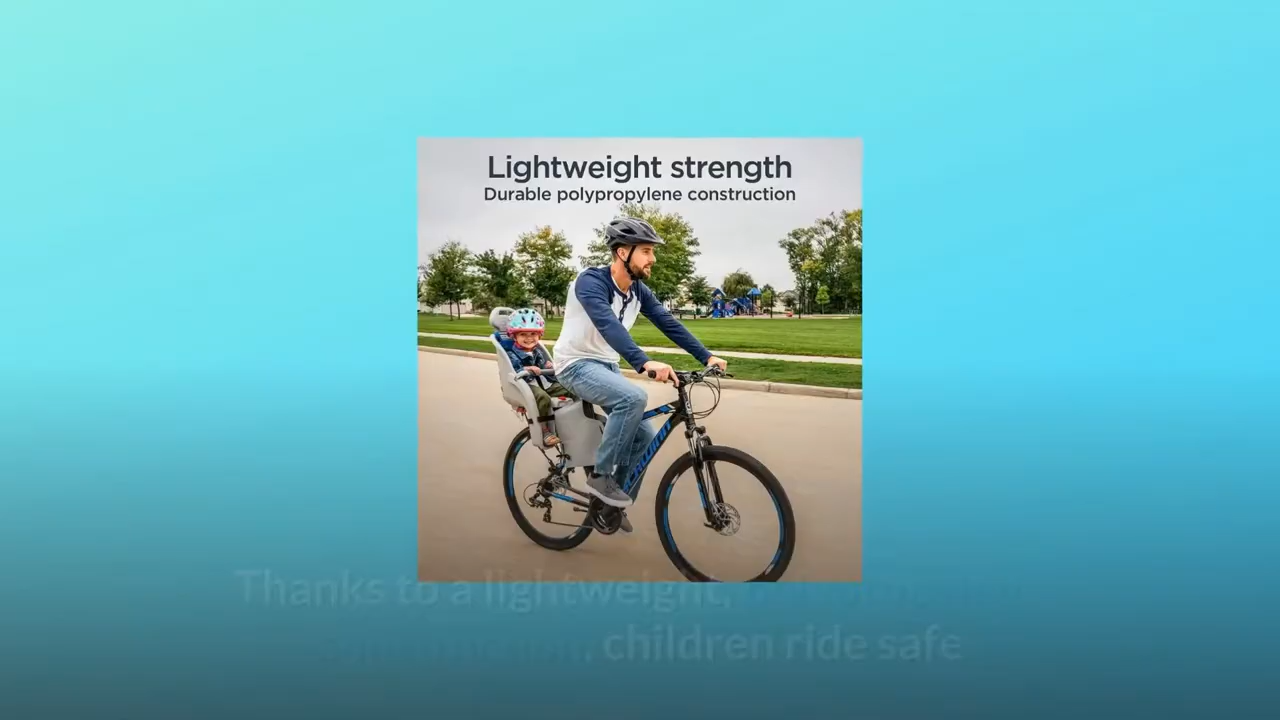 Lightweight strength
Durable polypropylene construction
Thanks to a lightweight,
children ride safe